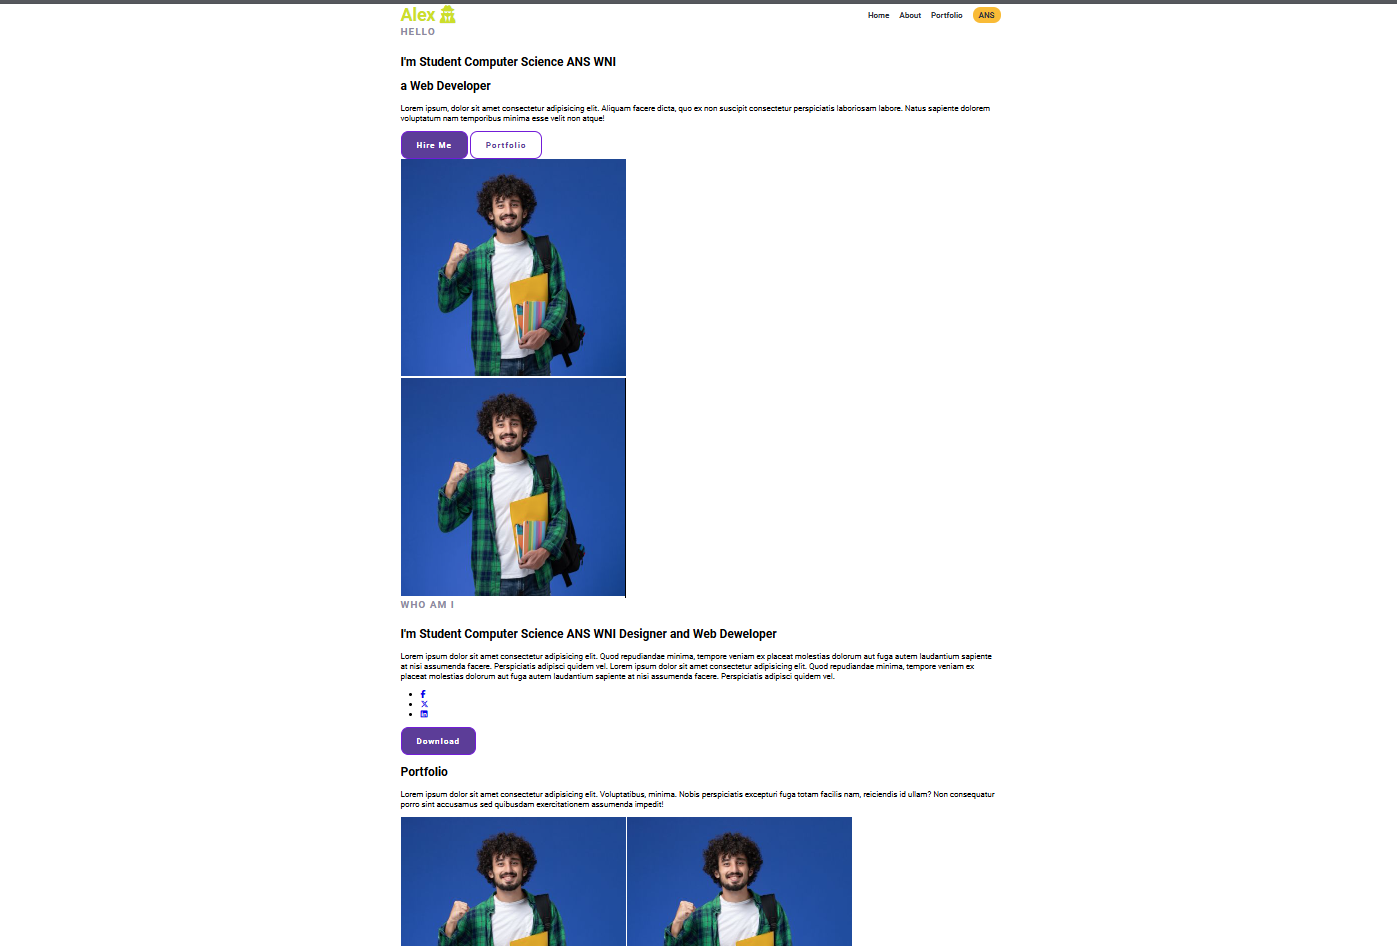 Alex
Home About Portfolio ANS
HELLO
I'm Student Computer Science ANS WNI
a Web Developer
Lorem ipsum, dolor sit amet consectetur adipisicing elit. Aliquam facere dicta, quo ex non suscipit consectetur perspiciatis laboriosam labore. Natus sapiente dolorem
voluptatum nam temporibus minima esse velit non atque!
Hire Me Portfolio
WHO AM I
I'm Student Computer Science ANS WNI Designer and Web Deweloper
Lorem ipsum dolor sit amet consectetur adipisicing elit. Quod repudiandae minima, tempore veniam ex placeat molestias dolorum aut fuga autem laudantium sapiente
at nisi assumenda facere. Perspiciatis adipisci quidem vel. Lorem ipsum dolor sit amet consectetur adipisicing elit. Quod repudiandae minima, tempore veniam ex
placeat molestias dolorum aut fuga autem laudantium sapiente at nisi assumenda facere. Perspiciatis adipisci quidem vel.
Download
Portfolio
Lorem ipsum dolor sit amet consectetur adipisicing elit. Voluptatibus, minima. Nobis perspiciatis excepturi fuga totam facilis nam, reiciendis id ullam? Non consequatur
porro sint accusamus sed quibusdam exercitationem assumenda impedit!